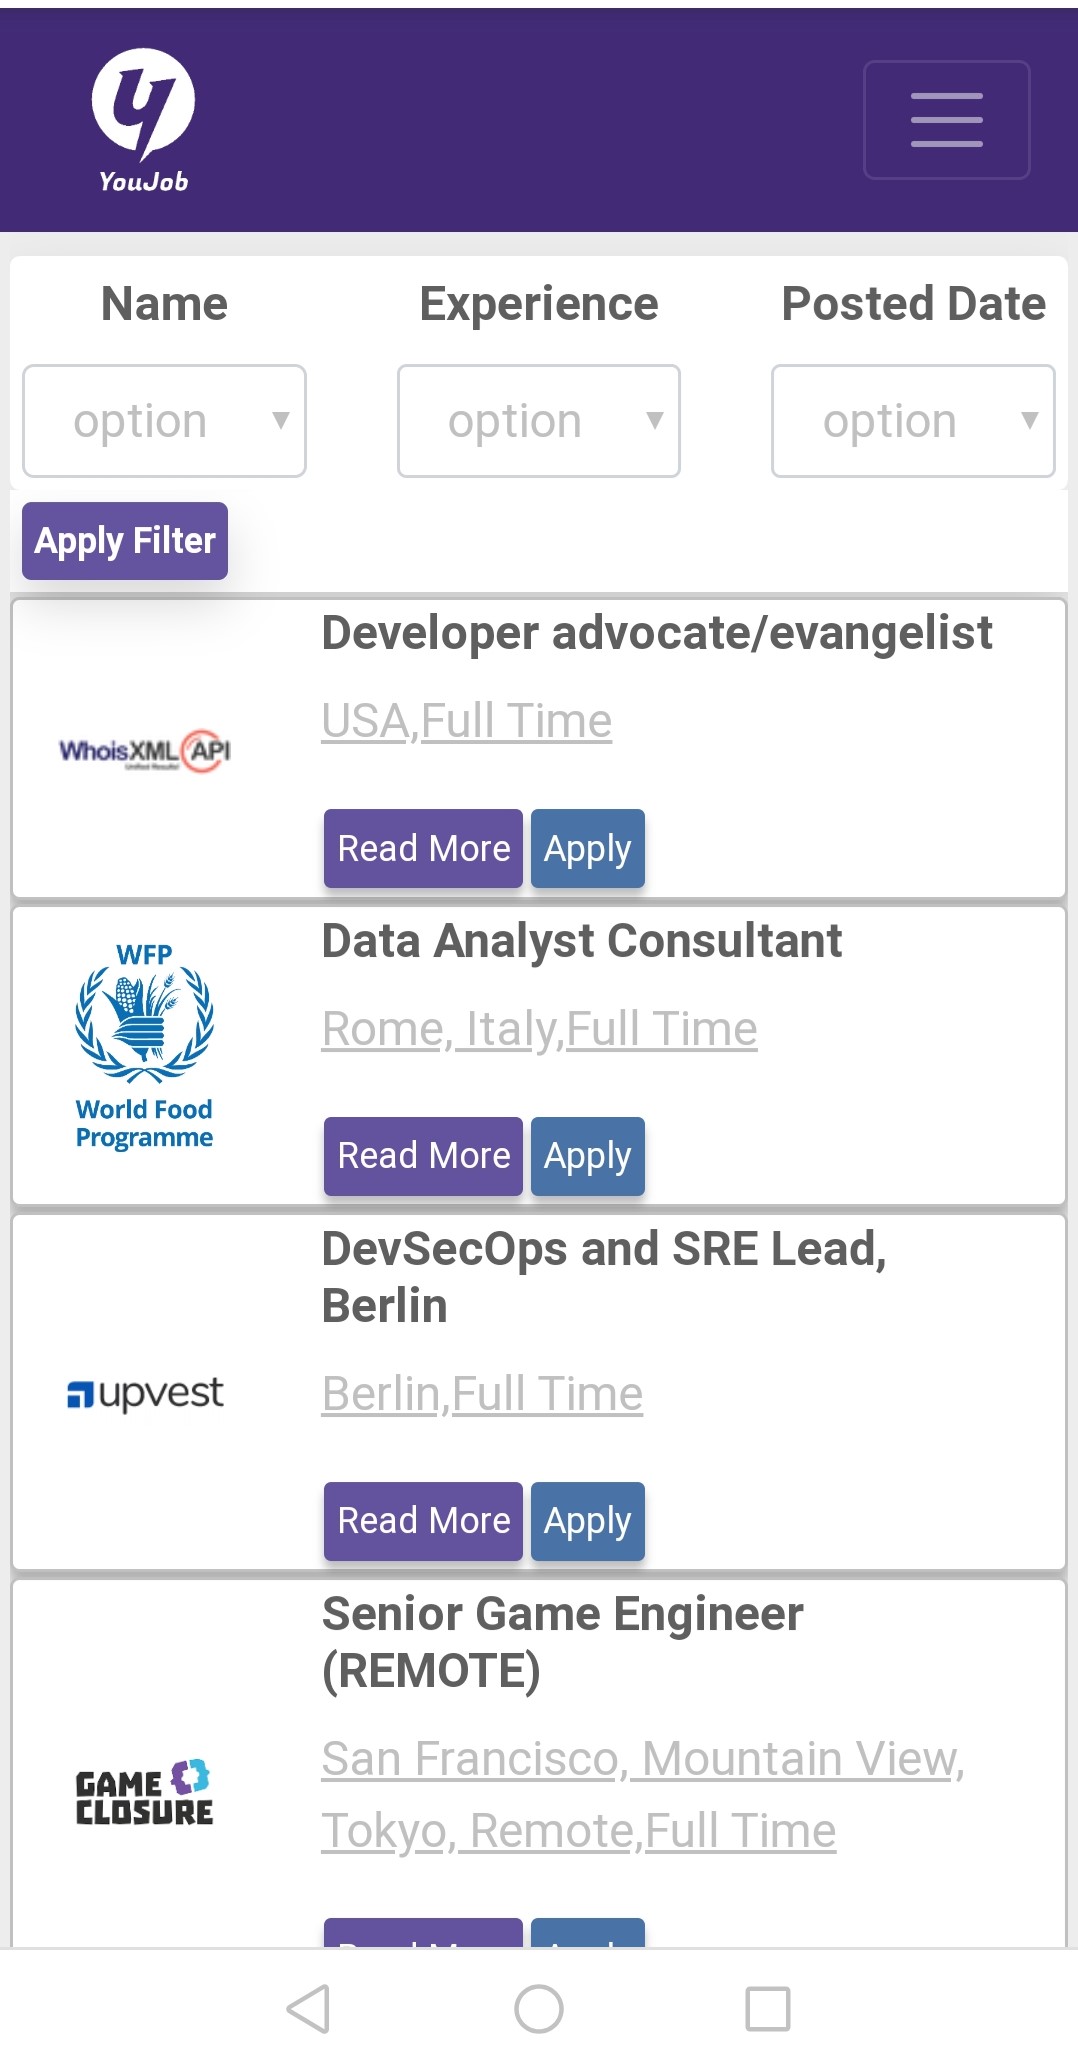 YouJob
Name Experience Posted Date
option option option
Apply Filter
Developer advocate/evangelist
USA,Full Time
WhoisXML API
Unified Results!
Read More Apply
WFP
World Food
Programme
Data Analyst Consultant
Rome, Italy,Full Time
Read More Apply
DevSecOps and SRE Lead,
Berlin
upvest
Berlin,Full Time
Read More Apply
Senior Game Engineer
(REMOTE)
GAME
CLOSURE
San Francisco, Mountain View,
Tokyo, Remote,Full Time